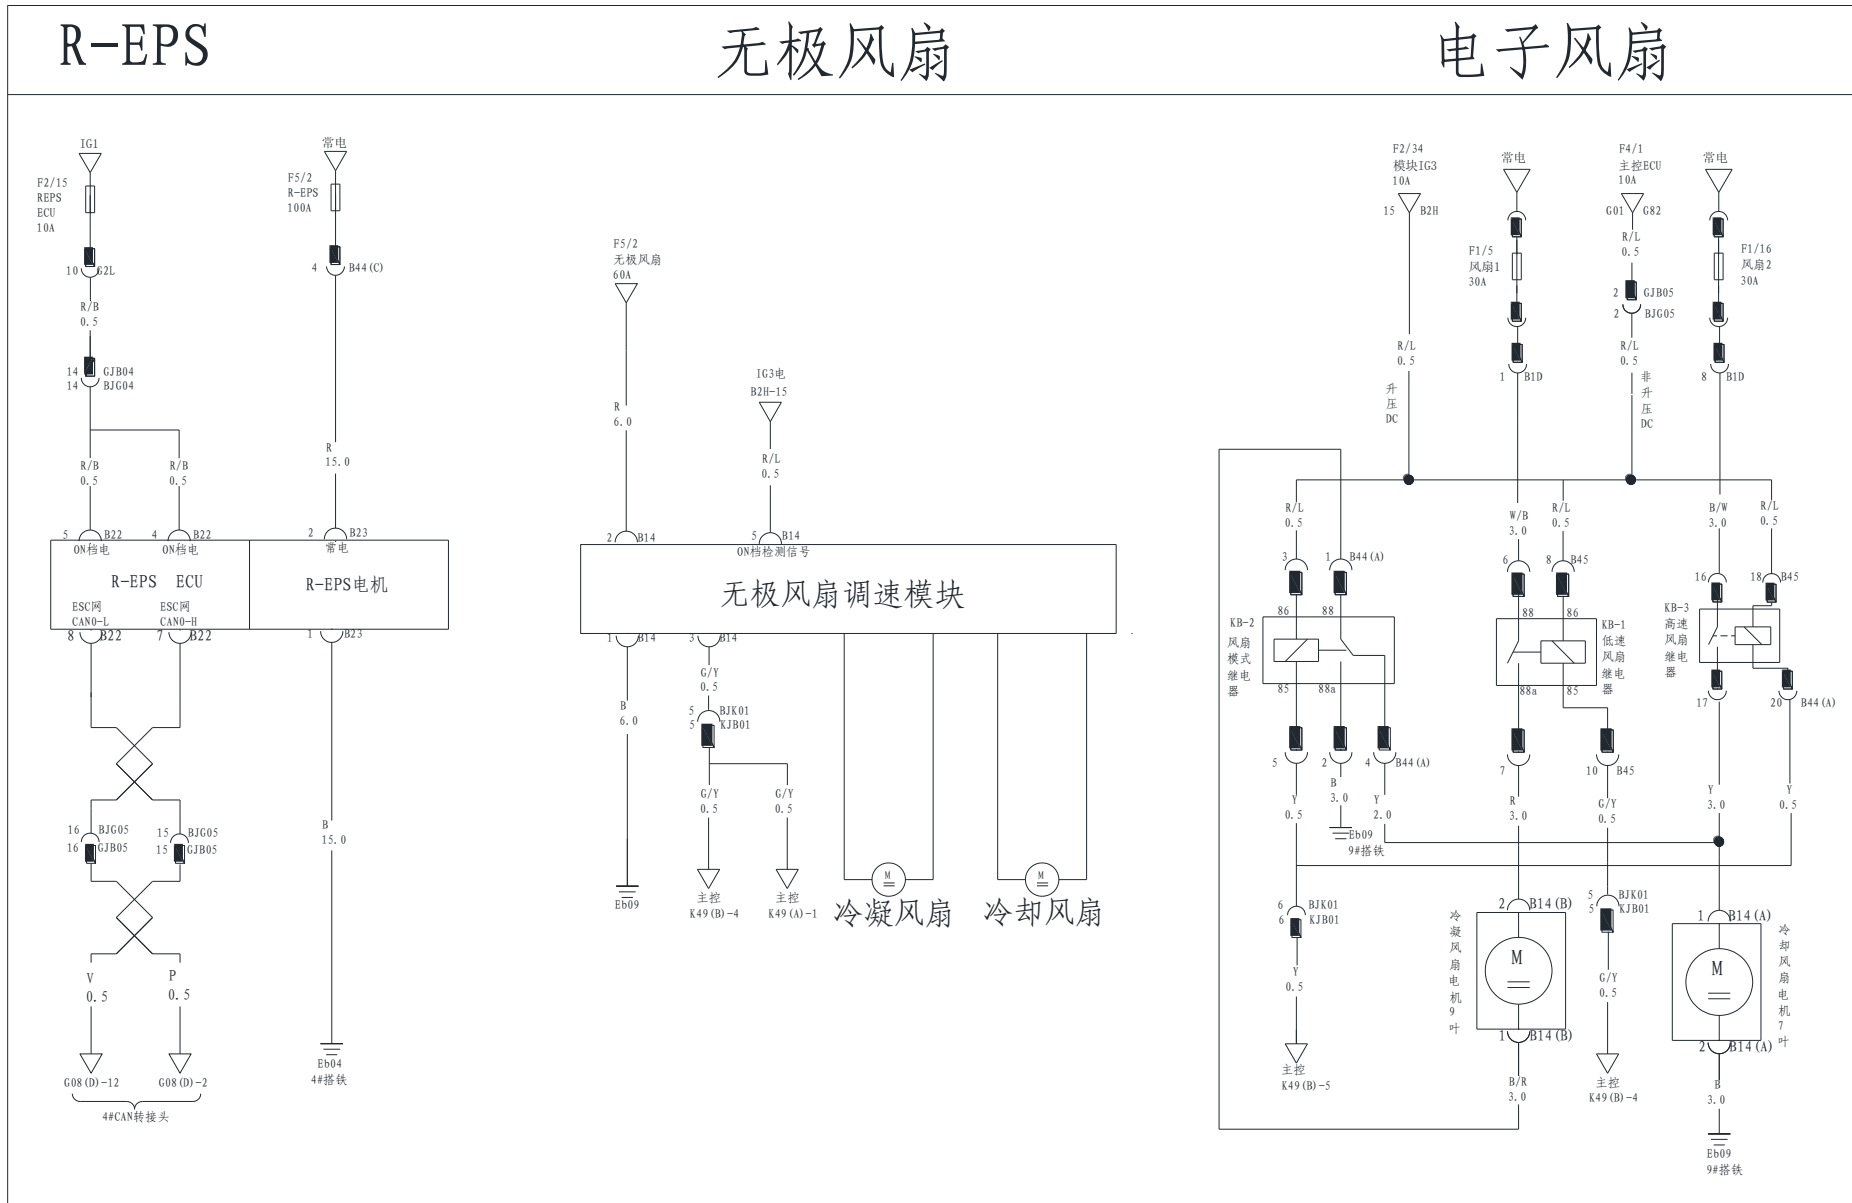 R-EPS
无极风扇
电子风扇
IG1
F2/15
REPS
ECU
10A
10
G2L
R/B
0.5
14
GJB04
14
BJG04
R/B
0.5
R/B
0.5
5
B22
4
B22
ON档电
ON档电
R-EPS ECU
ESC网
CAN0-L
ESC网
CAN0-H
8
B22
7
B22
16
BJG05
16
GJB05
15
BJG05
15
GJB05
V
0.5
P
0.5
G08(D)-12
G08(D)-2
4#CAN转接头
常电
F5/2
R-EPS
100A
4
B44(C)
R
15.0
2
B23
常电
R-EPS电机
1
B23
B
15.0
Eb04
4#搭铁
F5/2
无极风扇
60A
R
6.0
2
B14
IG3电
B2H-15
R/L
0.5
5
B14
ON档检测信号
无极风扇调速模块
1
B14
3
B14
B
6.0
Eb09
G/Y
0.5
5
BJK01
5
KJB01
G/Y
0.5
G/Y
0.5
主控
K49(B)-4
主控
K49(A)-1
M
冷凝风扇
M
冷却风扇
F2/34
模块IG3
10A
15
B2H
R/L
0.5
升
压
DC
常电
F1/5
风扇1
30A
1
B1D
F4/1
主控ECU
10A
G01
G82
R/L
0.5
2
GJB05
2
BJG05
R/L
0.5
非
升
压
DC
常电
F1/16
风扇2
30A
8
B1D
R/L
0.5
W/B
3.0
R/L
0.5
B/W
3.0
R/L
0.5
3
1
B44(A)
6
8
B45
16
18
B45
86
88
KB-2
风扇
模式
继电
器
85
88a
88
86
KB-1
低速
风扇
继电
器
88a
85
KB-3
高速
风扇
继电
器
17
20
B44(A)
5
2
4
B44(A)
7
10
B45
Y
0.5
B
3.0
Eb09
9#搭铁
Y
2.0
R
3.0
G/Y
0.5
Y
3.0
Y
0.5
6
BJK01
6
KJB01
Y
0.5
主控
K49(B)-5
2
B14(B)
冷
凝
风
扇
电
机
9
叶
M
1
B14(B)
B/R
3.0
5
BJK01
5
KJB01
G/Y
0.5
主控
K49(B)-4
1
B14(A)
M
冷
却
风
扇
电
机
7
叶
2
B14(A)
B
3.0
Eb09
9#搭铁